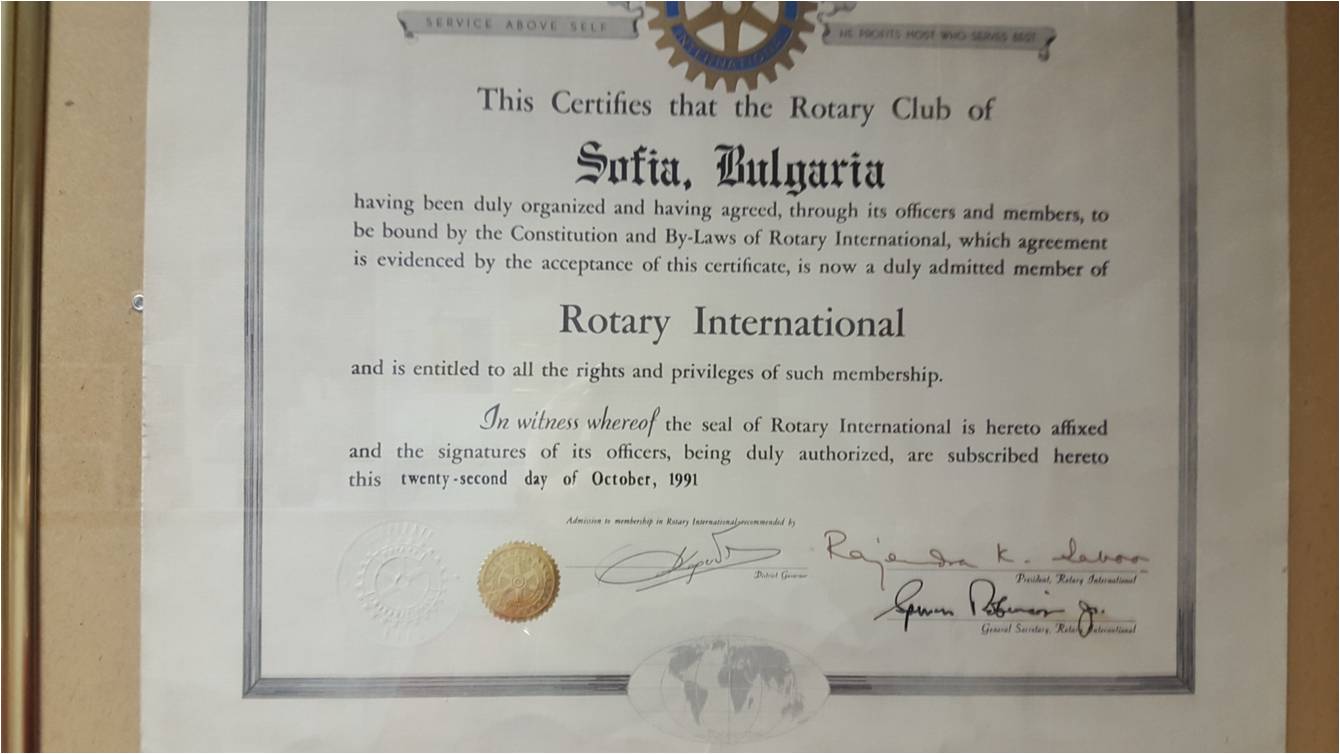 SERVICE ABOVE SELF
HE PROFITS MOST WHO SERVES BEST
INTERNATIONAL
This Certifies that the Rotary Club of
Sofia, Bulgaria
having been duly organized and having agreed, through its officers and members, to
be bound by the Constitution and By-Laws of Rotary International, which agreement
is evidenced by the acceptance of this certificate, is now a duly admitted member of
Rotary International
and is entitled to all the rights and privileges of such membership.
In witness whereof the seal of Rotary International is hereto affixed
and the signatures of its officers, being duly authorized, are subscribed hereto
this twenty-second day of October, 1991
Admission to membership in Rotary International recommended by
Rajendra K. Saboo
District Governor
President, Rotary International
General Secretary, Rotary International